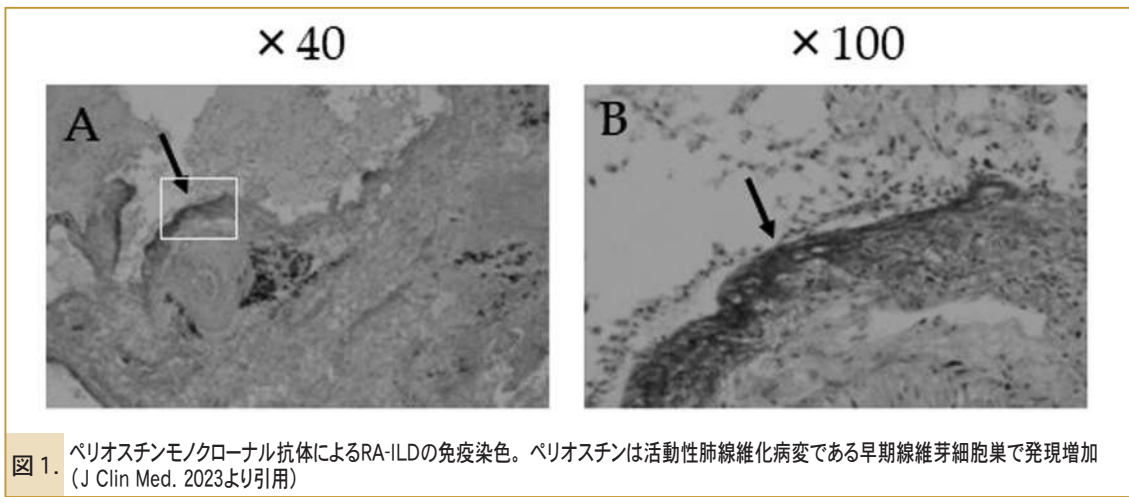 × 40
× 100
A
B
図 1. ペリオスチンモノクローナル抗体によるRA-ILDの免疫染色。ペリオスチンは活動性肺線維化病変である早期線維芽細胞巣で発現増加
(J Clin Med. 2023より引用)